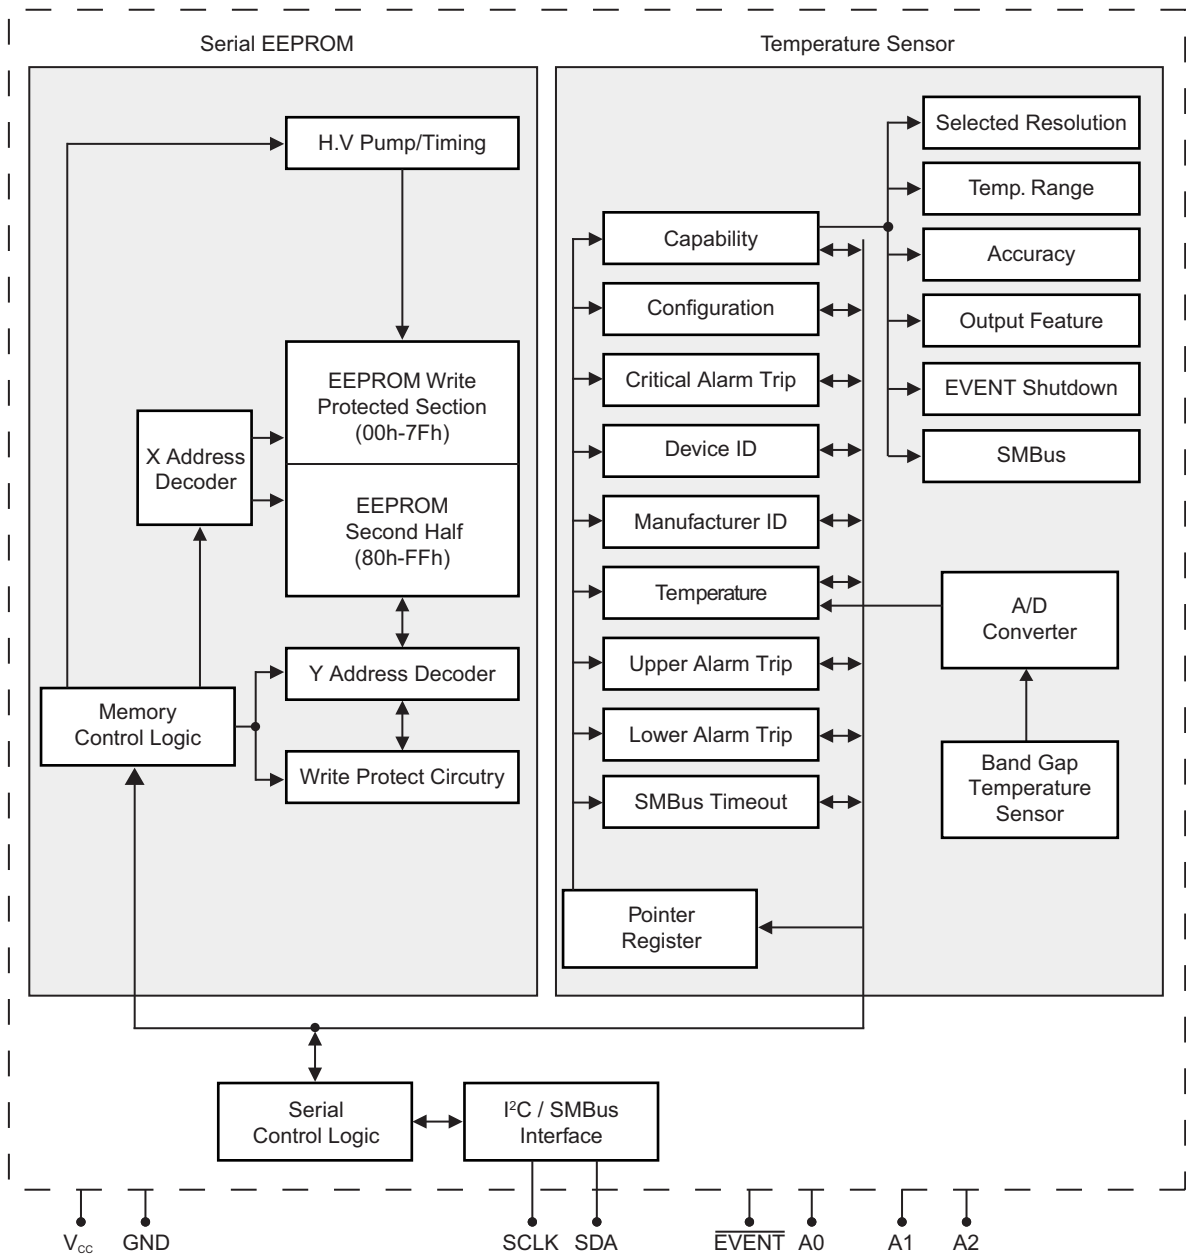 Serial EEPROM
Temperature Sensor
H.V Pump/Timing
EEPROM Write
Protected Section
(00h-7Fh)
X Address
Decoder
EEPROM
Second Half
(80h-FFh)
Y Address Decoder
Memory
Control Logic
Write Protect Circutry
Capability
Configuration
Critical Alarm Trip
Device ID
Manufacturer ID
Temperature
Upper Alarm Trip
Lower Alarm Trip
SMBus Timeout
Pointer
Register
Selected Resolution
Temp. Range
Accuracy
Output Feature
EVENT Shutdown
SMBus
A/D
Converter
Band Gap
Temperature
Sensor
Serial
Control Logic
I²C / SMBus
Interface
VCC
GND
SCLK
SDA
EVENT
A0
A1
A2